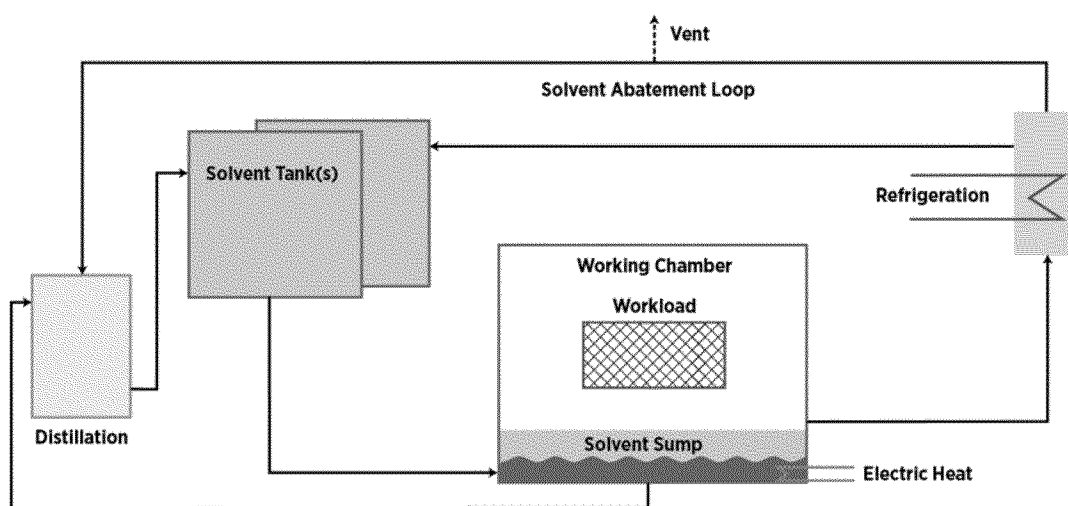 Vent
Solvent Abatement Loop
Solvent Tank(s)
Refrigeration
Working Chamber
Workload
Distillation
Solvent Sump
Electric Heat